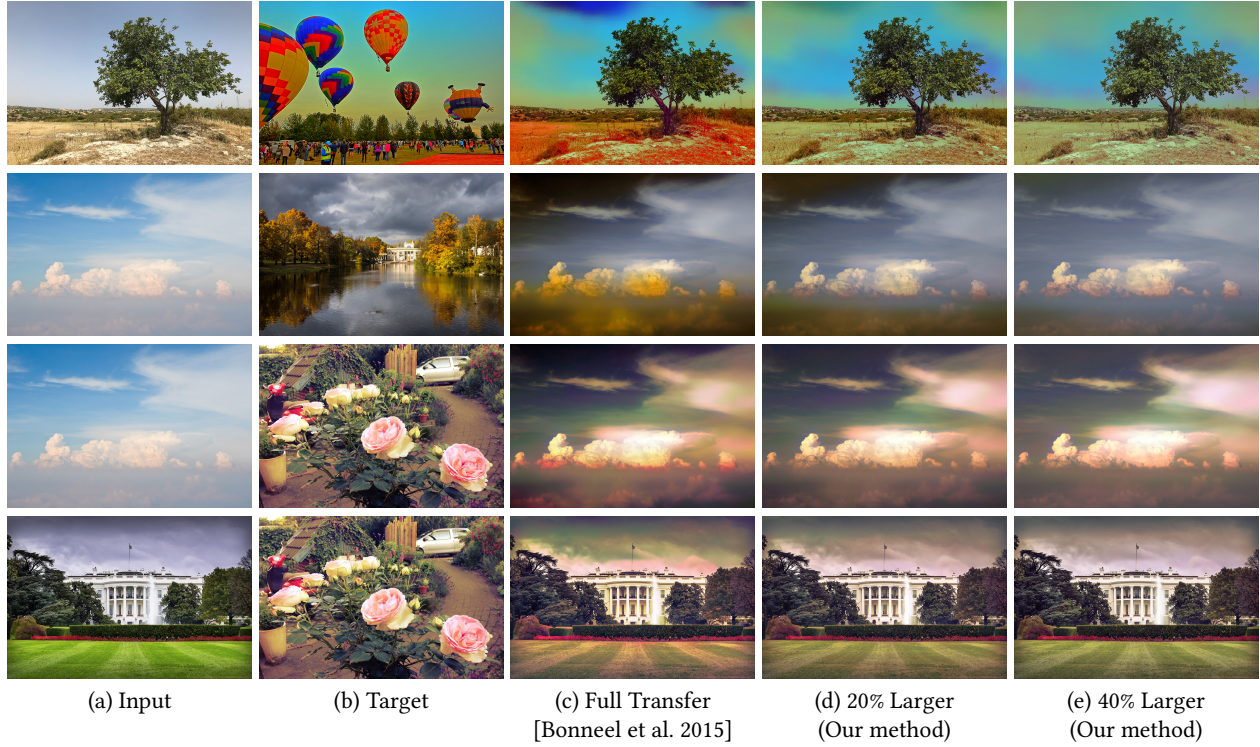 (a) Input
(b) Target
(c) Full Transfer
[Bonneel et al. 2015]
(d) 20% Larger
(Our method)
(e) 40% Larger
(Our method)